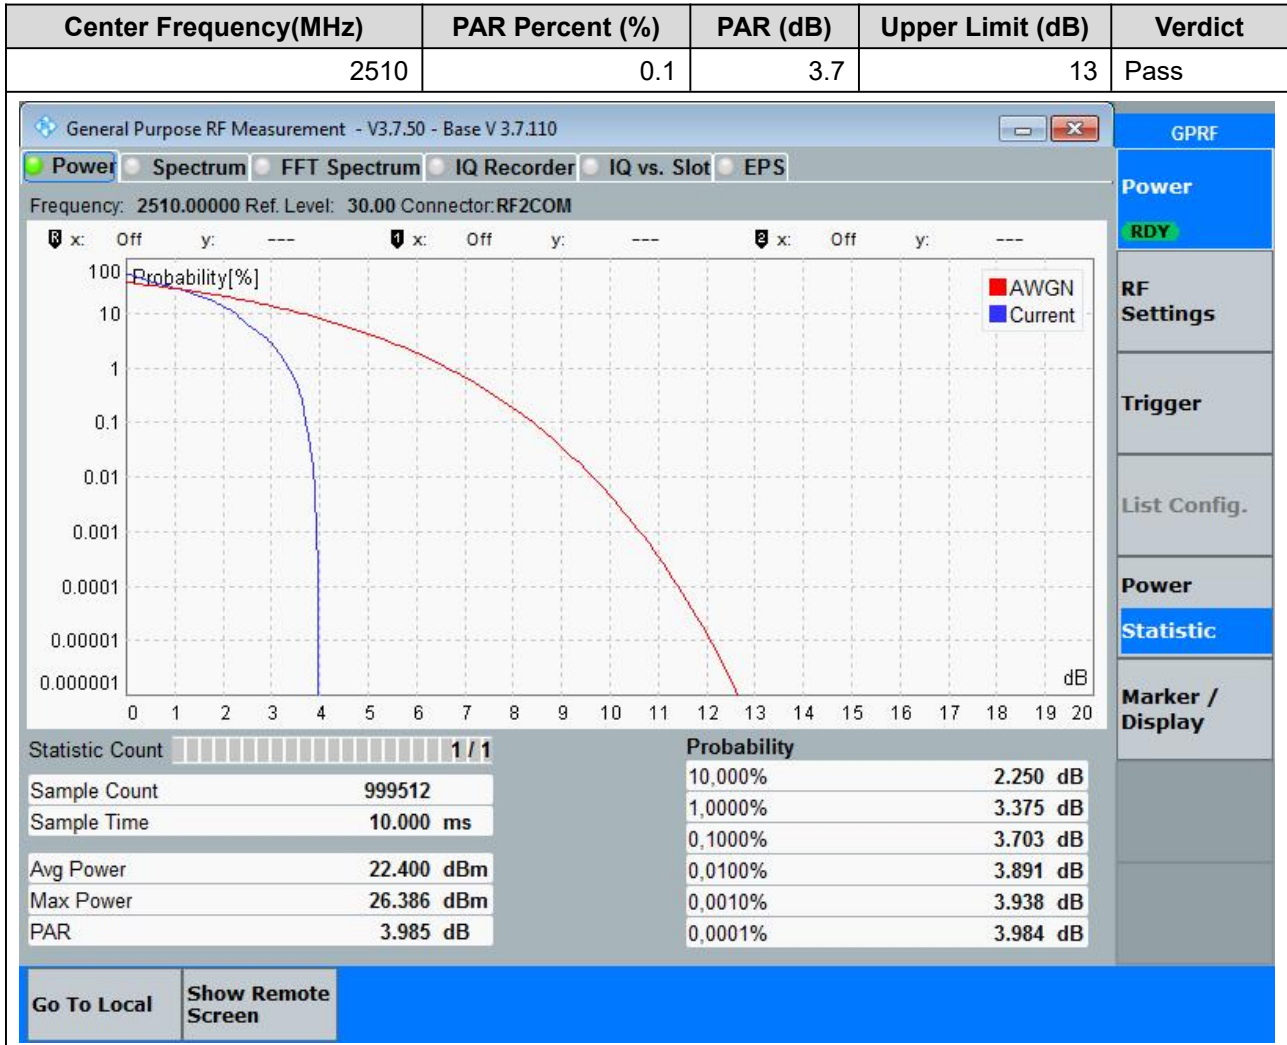 Center Frequency(MHz) PAR Percent (%) PAR (dB) Upper Limit (dB) Verdict
2510 0.1 3.7 13 Pass
General Purpose RF Measurement - V3.7.50 - Base V 3.7.110
GPRF
Power Spectrum FFT Spectrum IQ Recorder IQ vs. Slot EPS
Frequency: 2510.00000 Ref. Level: 30.00 Connector:RF2COM
R x: Off y: --- 1 x: Off y: --- 2 x: Off y: ---
Probability[%]
AWGN
Current
100
10
1
0.1
0.01
0.001
0.0001
0.00001
0.000001
dB
0 1 2 3 4 5 6 7 8 9 10 11 12 13 14 15 16 17 18 19 20
Statistic Count 1 / 1
Sample Count 999512
Sample Time 10.000 ms
Avg Power 22.400 dBm
Max Power 26.386 dBm
PAR 3.985 dB
Probability
10,000% 2.250 dB
1,0000% 3.375 dB
0,1000% 3.703 dB
0,0100% 3.891 dB
0,0010% 3.938 dB
0,0001% 3.984 dB
Power
RDY
RF
Settings
Trigger
List Config.
Power
Statistic
Marker /
Display
Go To Local
Show Remote
Screen